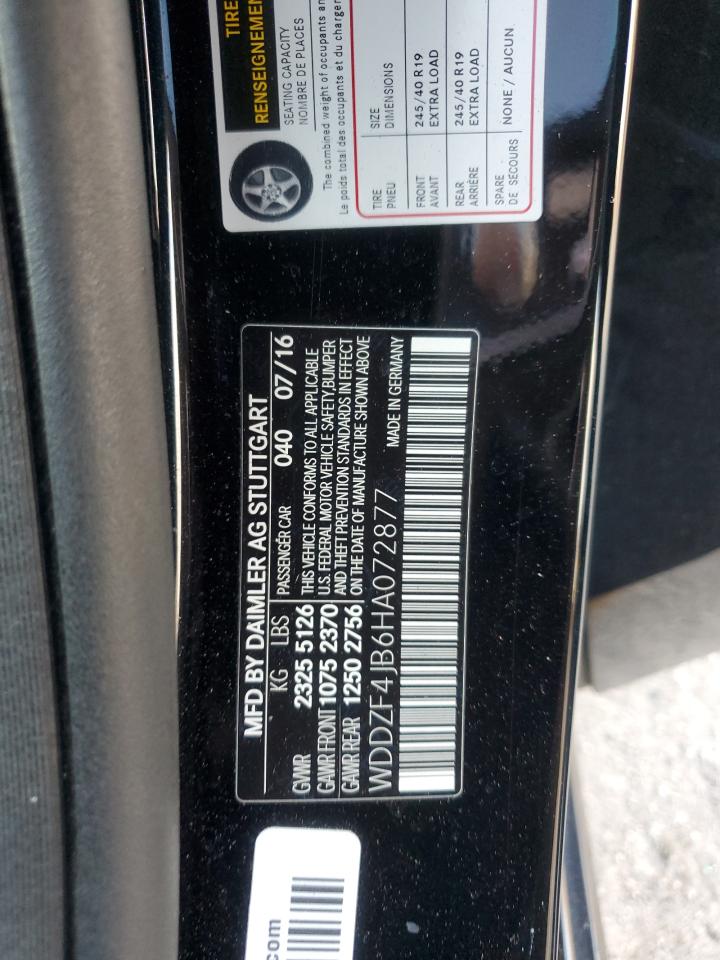 TIRE
RENSEIGNEMEN
SEATING CAPACITY
NOMBRE DE PLACES
The combined weight of occupants an
Le poids total des occupants et du charger
TIRE SIZE
PNEU DIMENSIONS
FRONT 245/40 R19
AVANT EXTRA LOAD
REAR 245/40 R19
ARRIÈRE EXTRA LOAD
SPARE NONE / AUCUN
DE SECOURS
MFD BY DAIMLER AG STUTTGART
KG LBS PASSENGER CAR 040 07/16
GVWR 2325 5126 THIS VEHICLE CONFORMS TO ALL APPLICABLE
GAWR FRONT 1075 2370 U.S. FEDERAL MOTOR VEHICLE SAFETY,BUMPER
GAWR REAR 1250 2756 AND THEFT PREVENTION STANDARDS IN EFFECT
ON THE DATE OF MANUFACTURE SHOWN ABOVE
WDDZF4JB6HA072877 MADE IN GERMANY
.com